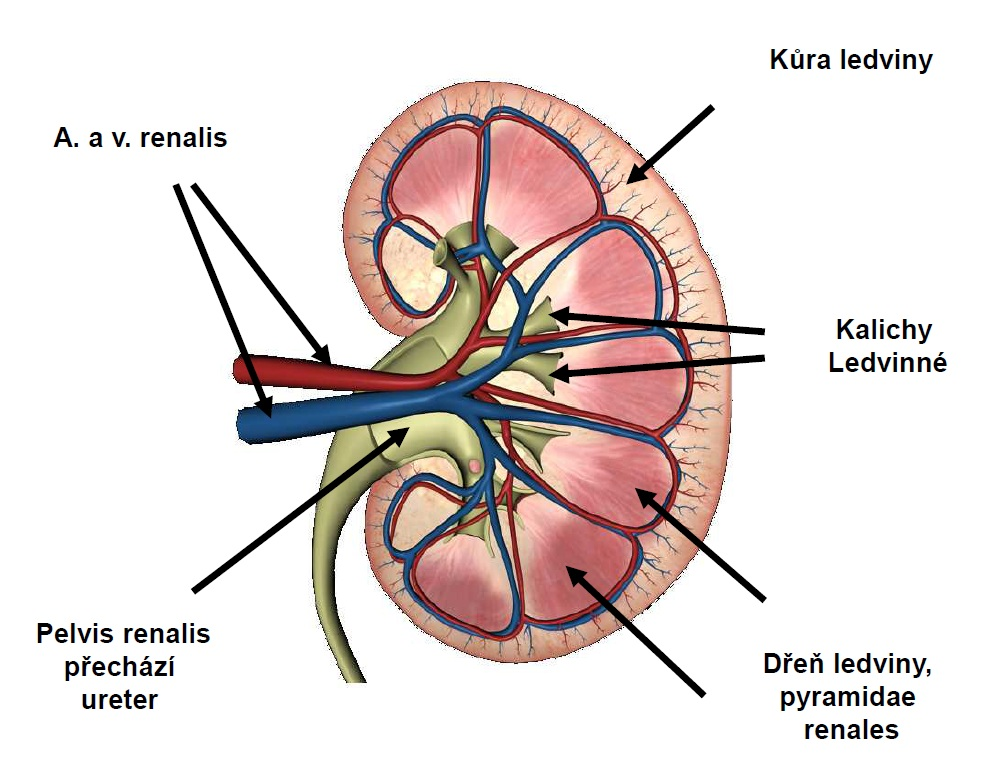 Kůra ledviny
A. a v. renalis
Kalichy
Ledvinné
Pelvis renalis
přechází
ureter
Dřeň ledviny,
pyramidae
renales